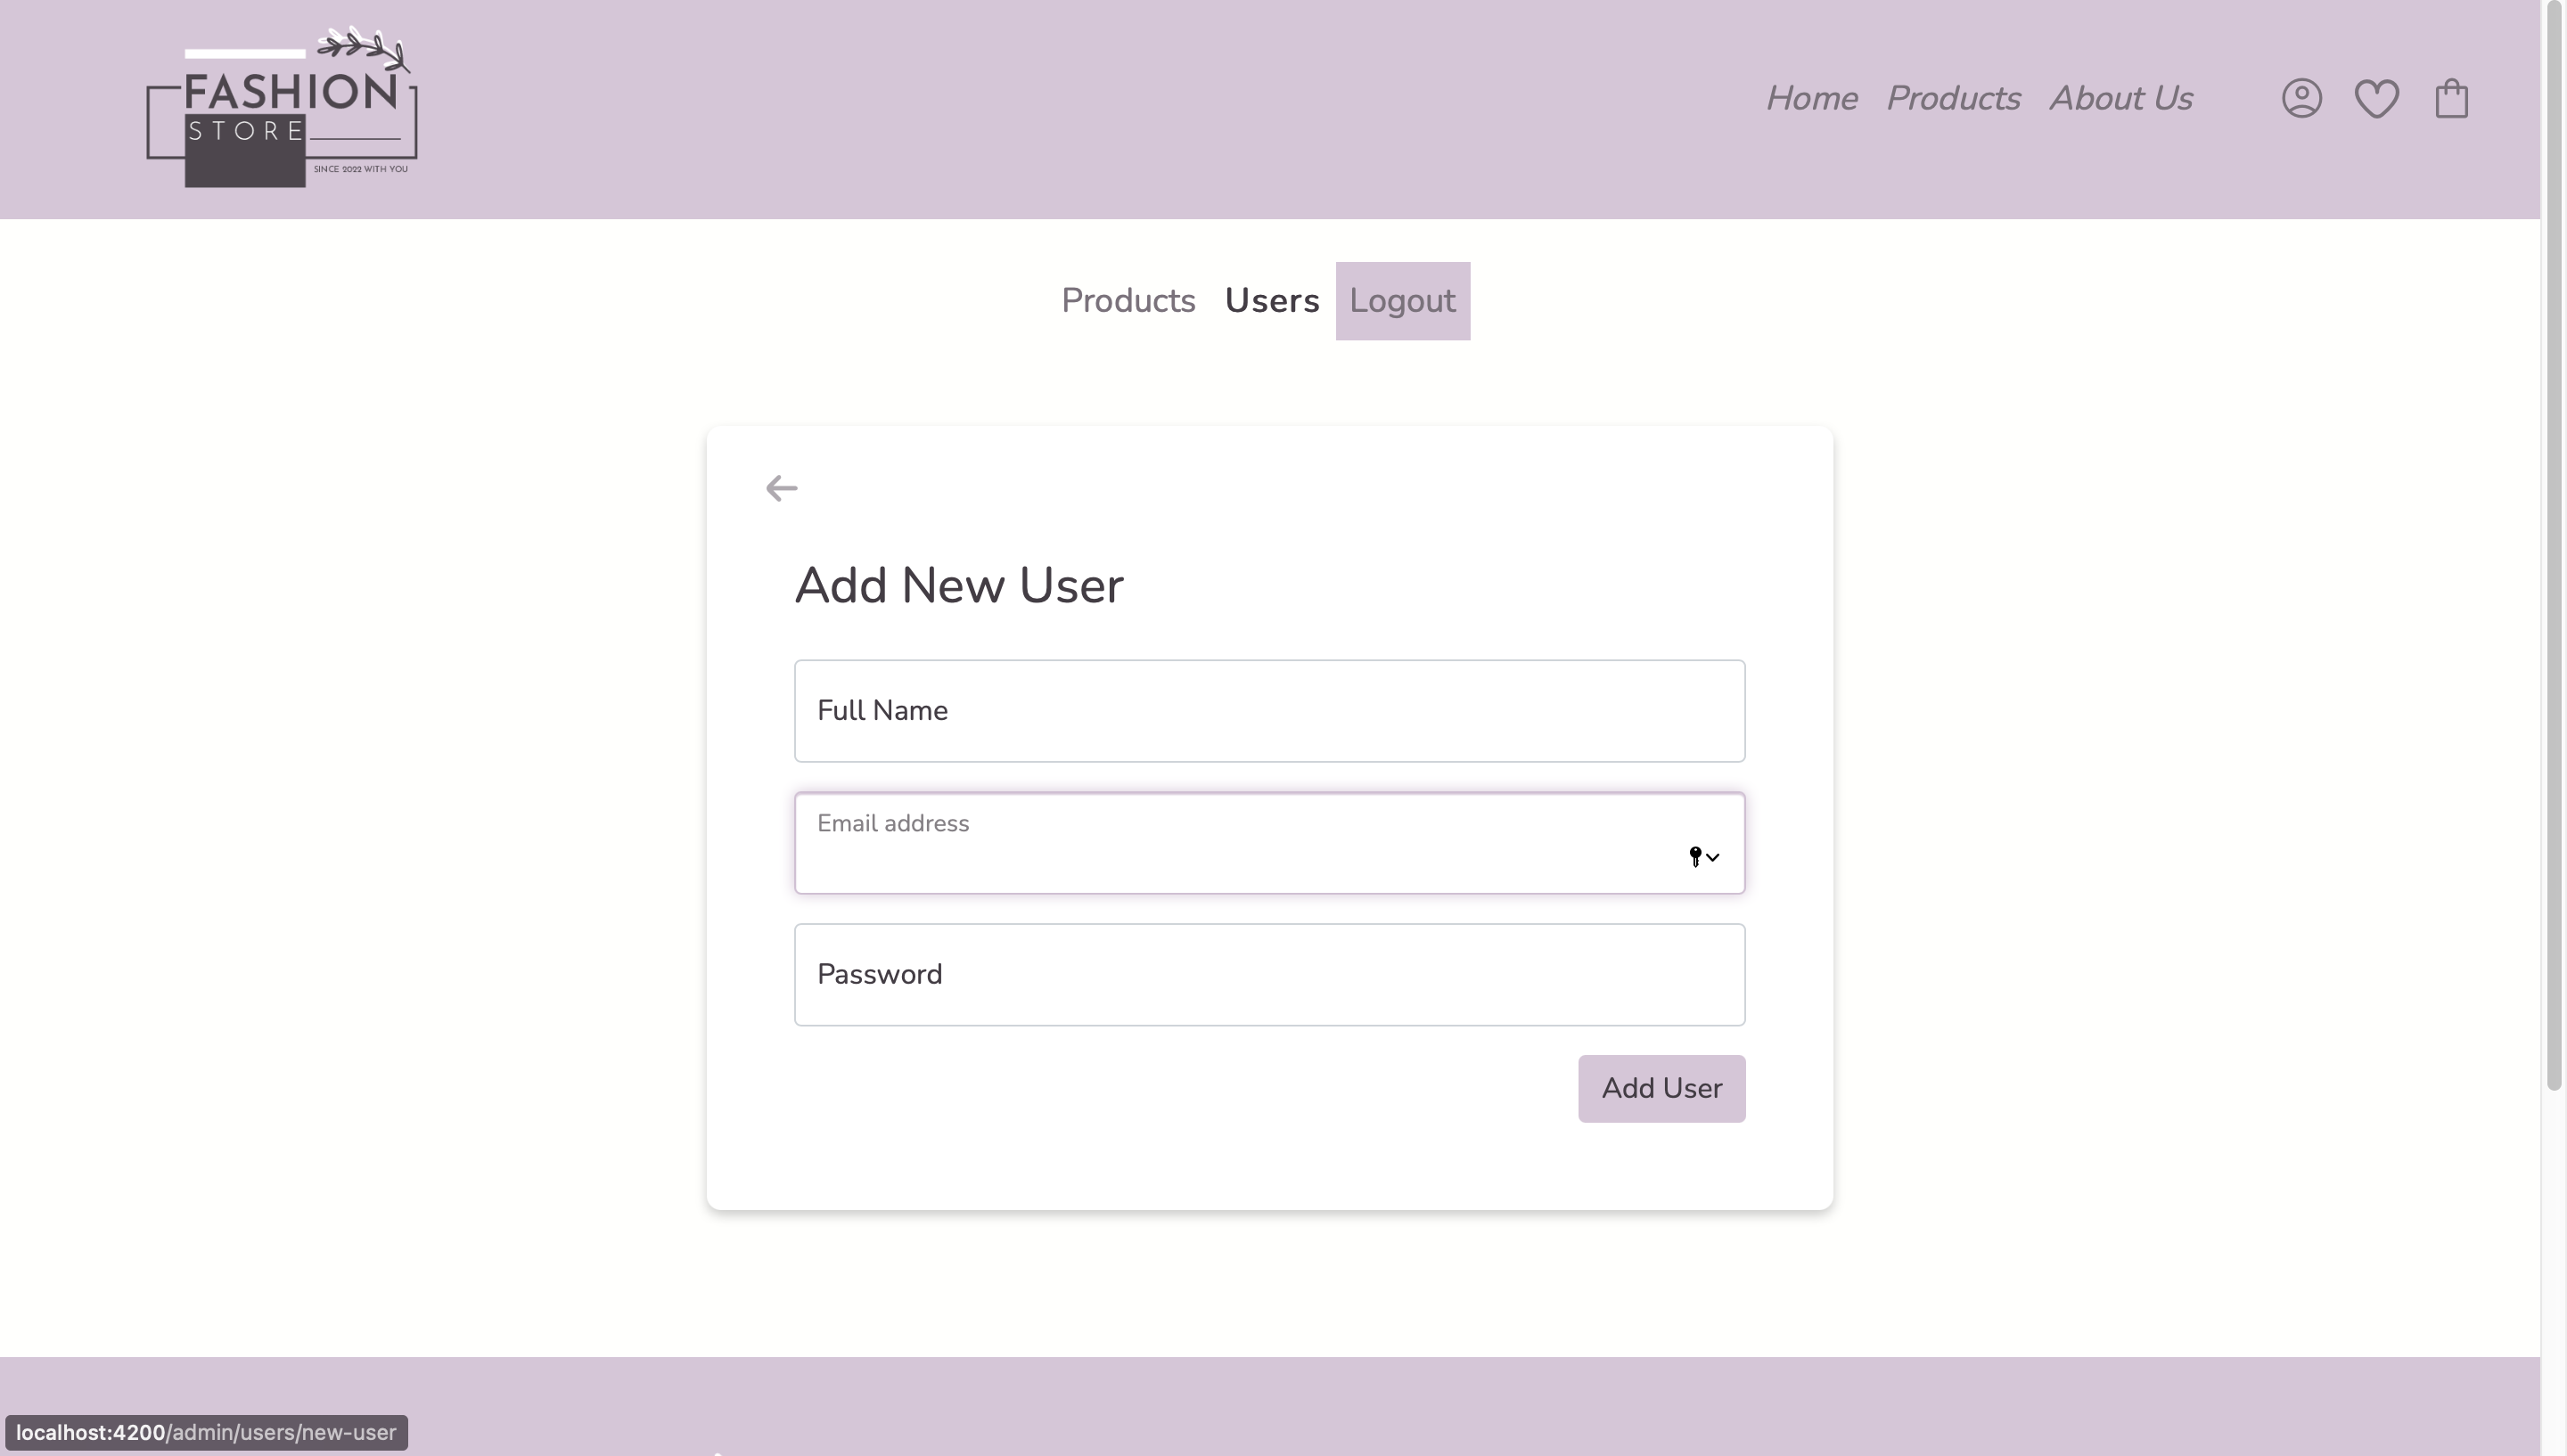 FASHION
STORE
SINCE 2022 WITH YOU
Home Products About Us
Products Users Logout
Add New User
Full Name
Email address
Password
Add User
localhost:4200/admin/users/new-user